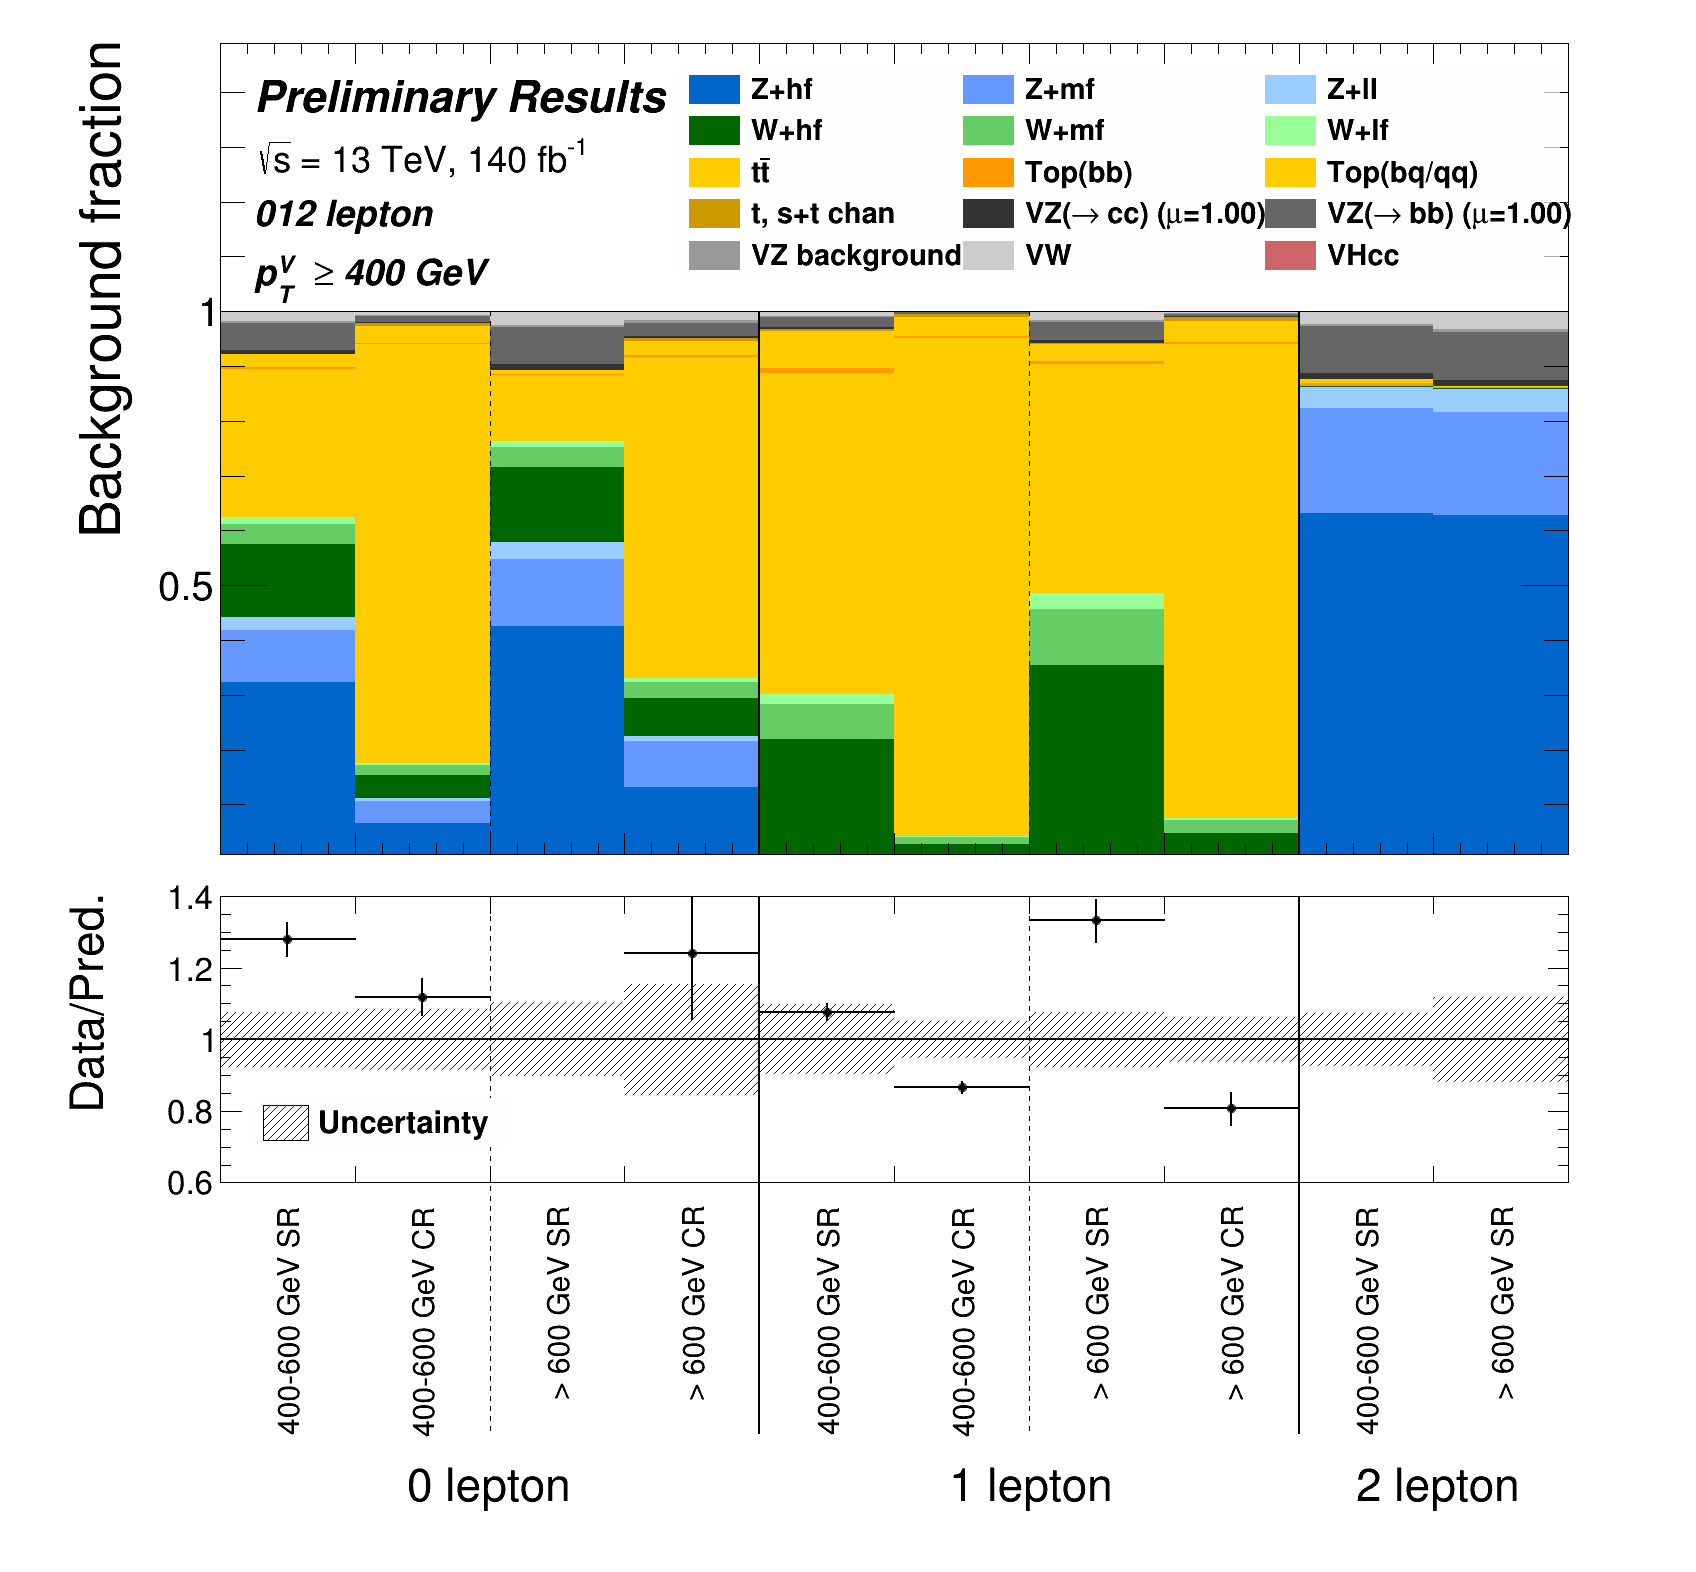 Background fraction
Preliminary Results
√s = 13 TeV, 140 fb⁻¹
012 lepton
p_T^V ≥ 400 GeV
Z+hf Z+mf Z+ll
W+hf W+mf W+lf
tt̄ Top(bb) Top(bq/qq)
t, s+t chan VZ(→ cc) (μ=1.00) VZ(→ bb) (μ=1.00)
VZ background VW VHcc
1
0.5
Data/Pred.
1.4
1.2
1
0.8
0.6
Uncertainty
400-600 GeV SR
400-600 GeV CR
> 600 GeV SR
> 600 GeV CR
400-600 GeV SR
400-600 GeV CR
> 600 GeV SR
> 600 GeV CR
400-600 GeV SR
> 600 GeV SR
0 lepton 1 lepton 2 lepton